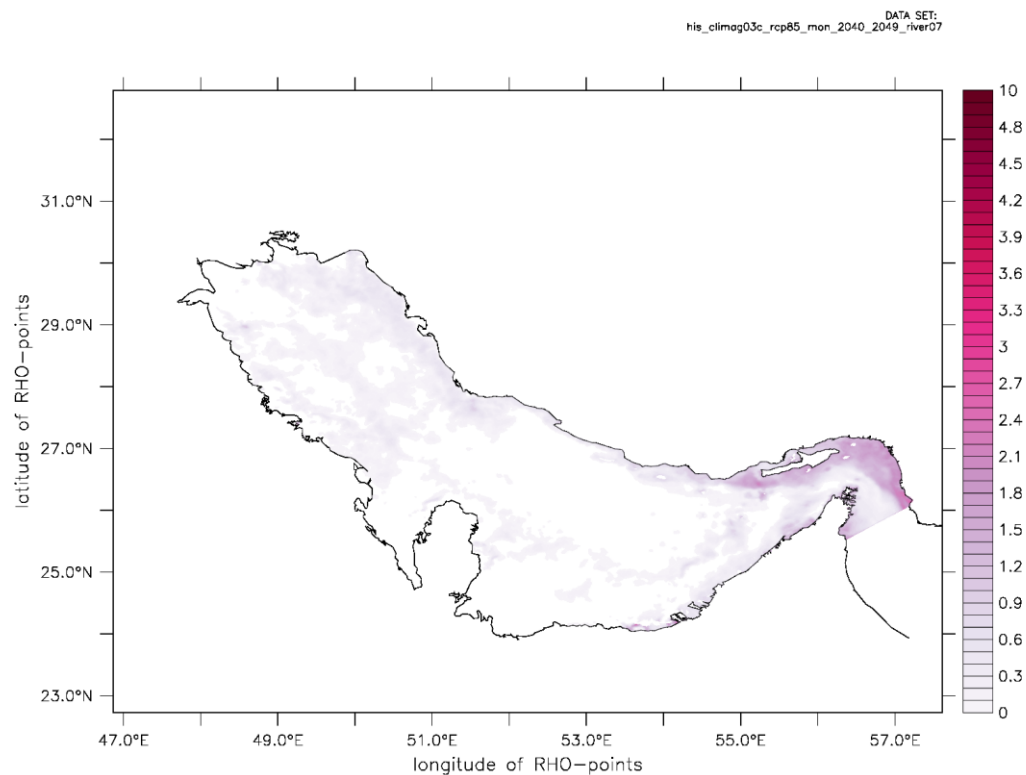 DATA SET:
his_climag03c_rcp85_mon_2040_2049_river07
10
4.8
4.5
4.2
3.9
3.6
3.3
3
2.7
2.4
2.1
1.8
1.5
1.2
0.9
0.6
0.3
0
31.0°N
29.0°N
27.0°N
25.0°N
23.0°N
latitude of RHO-points
47.0°E 49.0°E 51.0°E 53.0°E 55.0°E 57.0°E
longitude of RHO-points